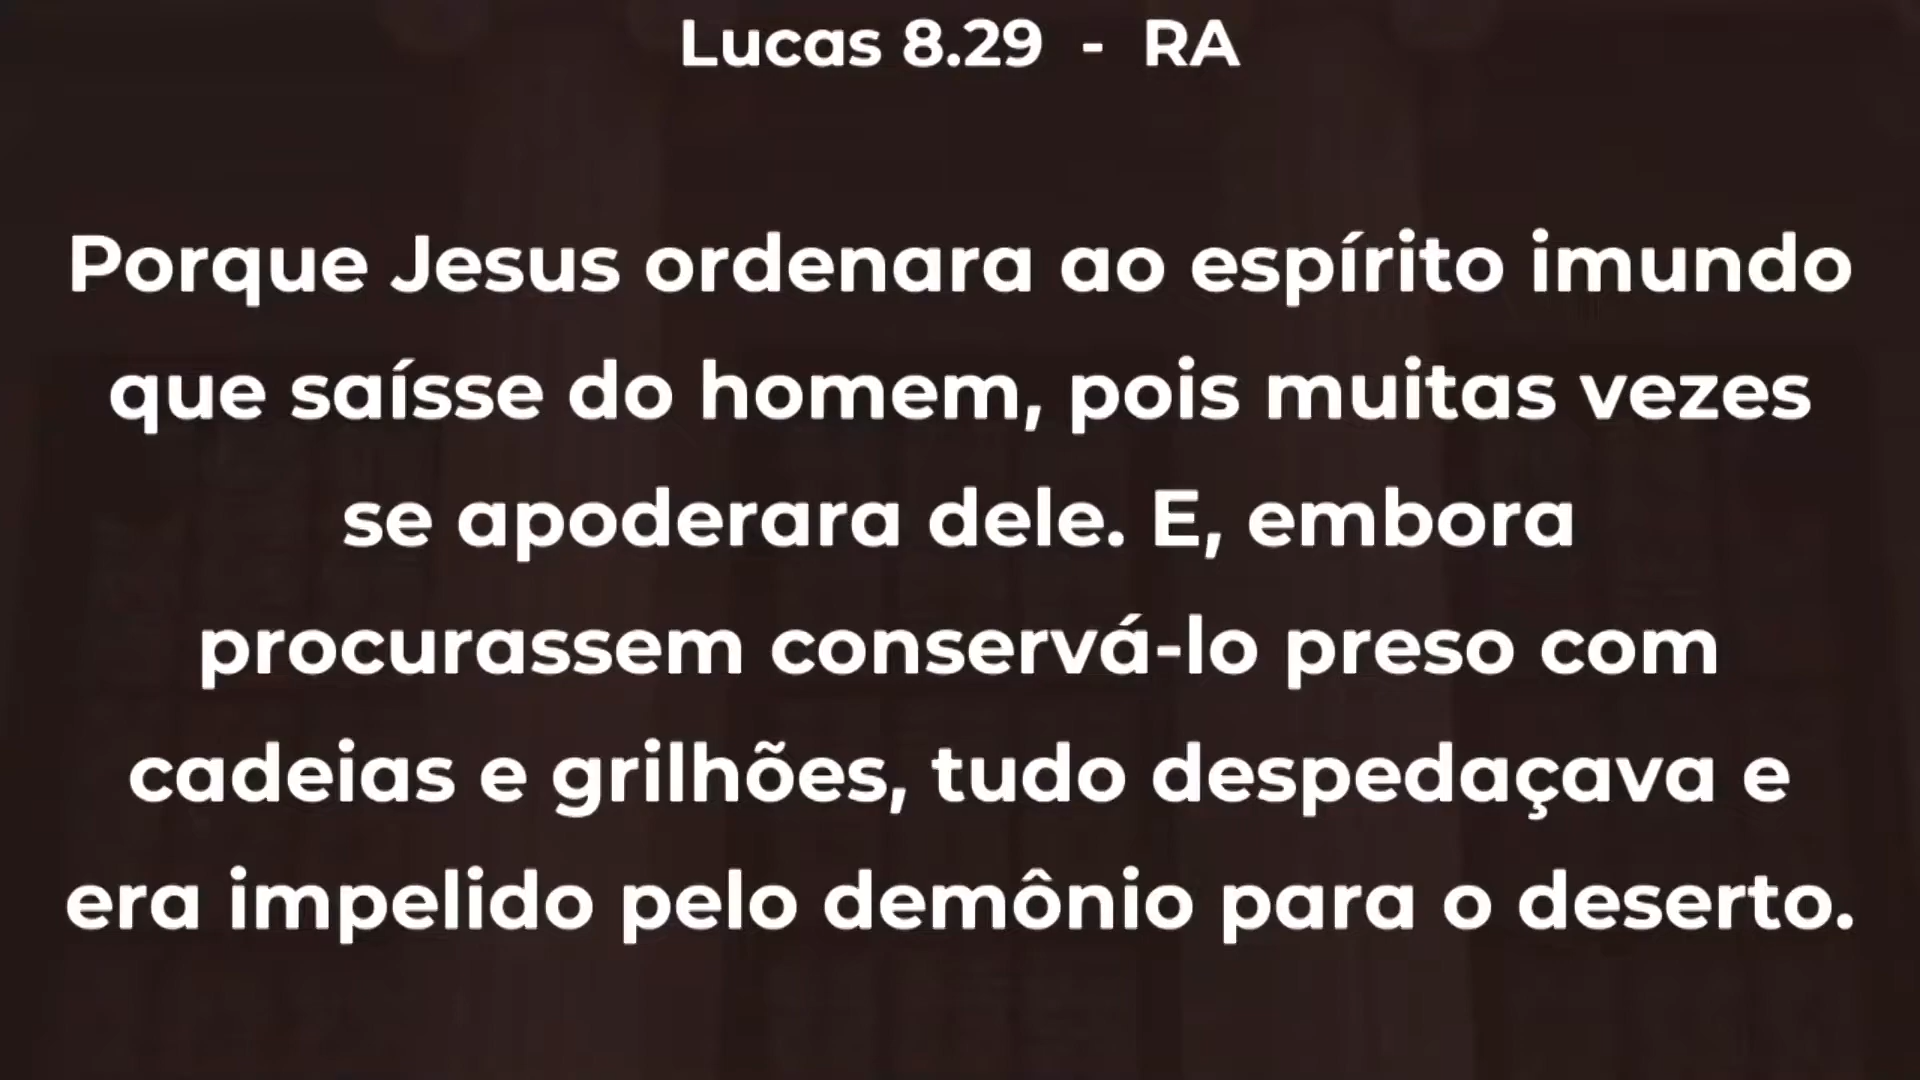 Lucas 8.29 - RA
Porque Jesus ordenara ao espírito imundo
que saísse do homem, pois muitas vezes
se apoderara dele. E, embora
procurassem conservá-lo preso com
cadeias e grilhões, tudo despedaçava e
era impelido pelo demônio para o deserto.